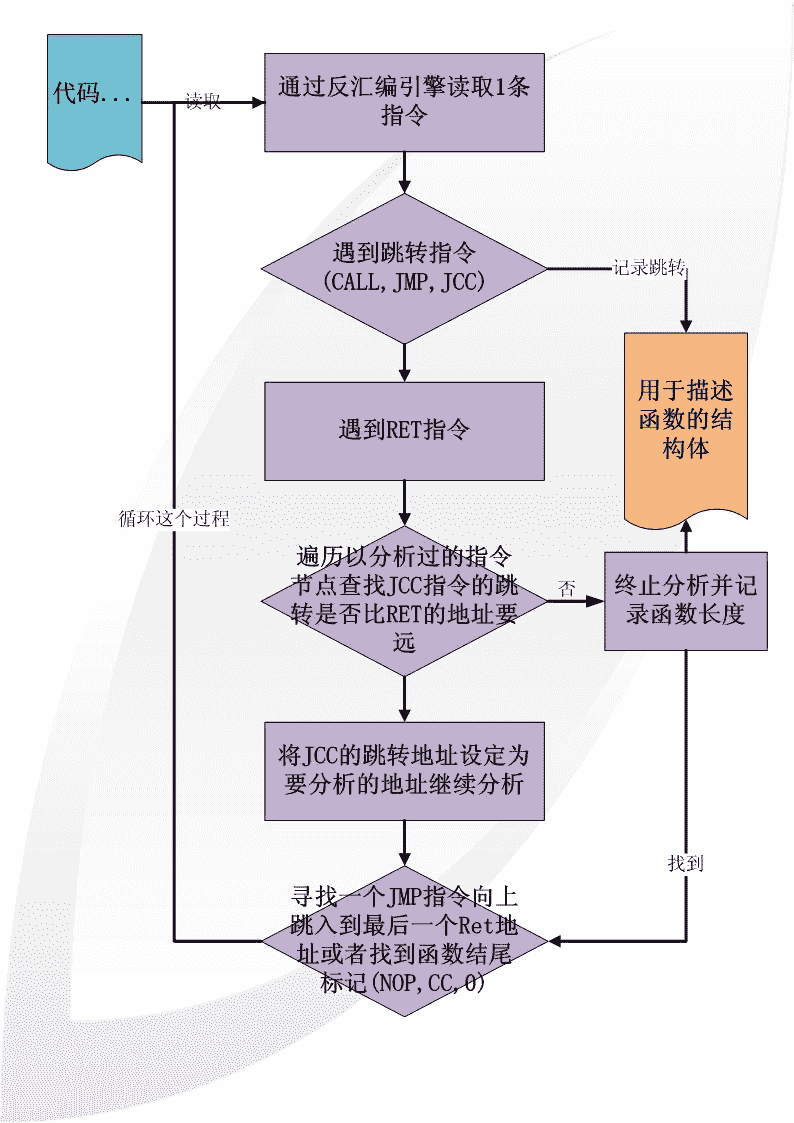 代码...
读取
通过反汇编引擎读取1条
指令
遇到跳转指令
(CALL,JMP,JCC)
记录跳转
用于描述
函数的结
构体
遇到RET指令
循环这个过程
遍历以分析过的指令
节点查找JCC指令的跳
转是否比RET的地址要
远
否
终止分析并记
录函数长度
将JCC的跳转地址设定为
要分析的地址继续分析
找到
寻找一个JMP指令向上
跳入到最后一个Ret地
址或者找到函数结尾
标记(NOP,CC,0)